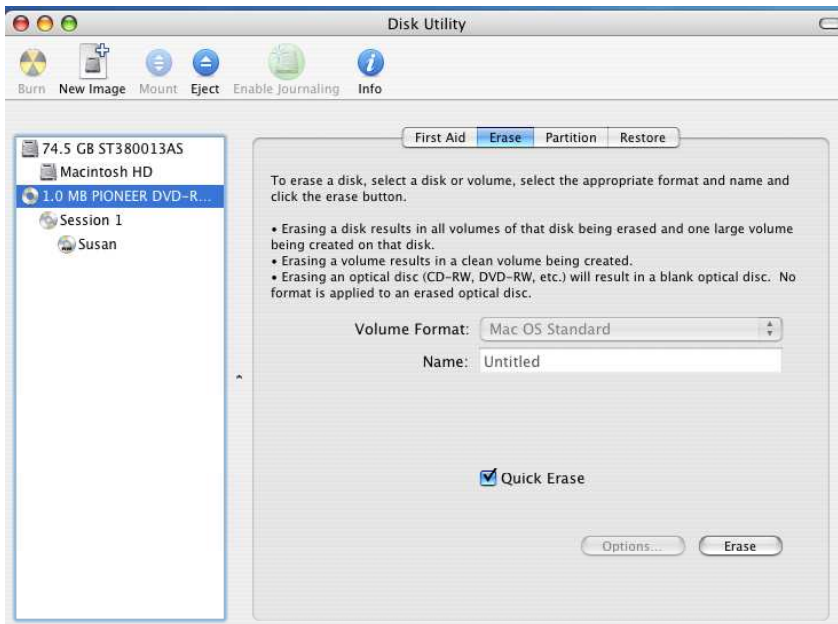 Disk Utility
Burn New Image Mount Eject Enable Journaling Info
74.5 GB ST380013AS
Macintosh HD
1.0 MB PIONEER DVD-R...
Session 1
Susan
First Aid Erase Partition Restore
To erase a disk, select a disk or volume, select the appropriate format and name and
click the erase button.
• Erasing a disk results in all volumes of that disk being erased and one large volume
being created on that disk.
• Erasing a volume results in a clean volume being created.
• Erasing an optical disc (CD-RW, DVD-RW, etc.) will result in a blank optical disc. No
format is applied to an erased optical disc.
Volume Format: Mac OS Standard
Name: Untitled
Quick Erase
Options... Erase